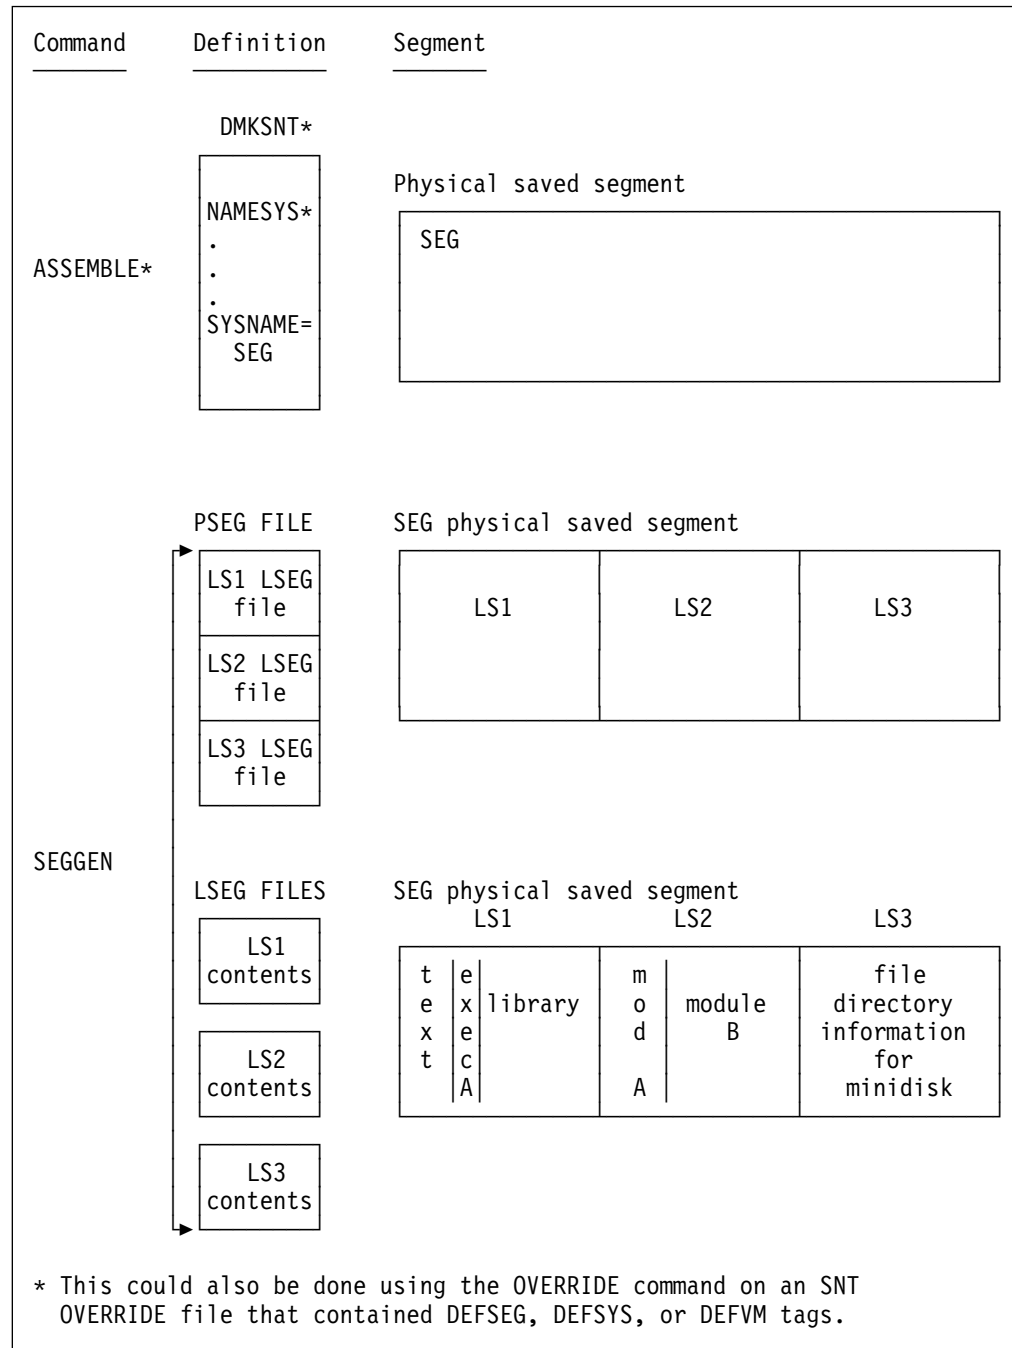 Command Definition Segment
DMKSNT*
Physical saved segment
NAMESYS*
SEG
.
ASSEMBLE* .
.
SYSNAME=
SEG
PSEG FILE SEG physical saved segment
LS1 LSEG
file LS1 LS2 LS3
LS2 LSEG
file
LS3 LSEG
file
SEGGEN
LSEG FILES SEG physical saved segment
LS1 LS2 LS3
LS1
contents t e m file
e x library o module directory
x e d B information
LS2 t c for
contents A A minidisk
LS3
contents
* This could also be done using the OVERRIDE command on an SNT
OVERRIDE file that contained DEFSEG, DEFSYS, or DEFVM tags.